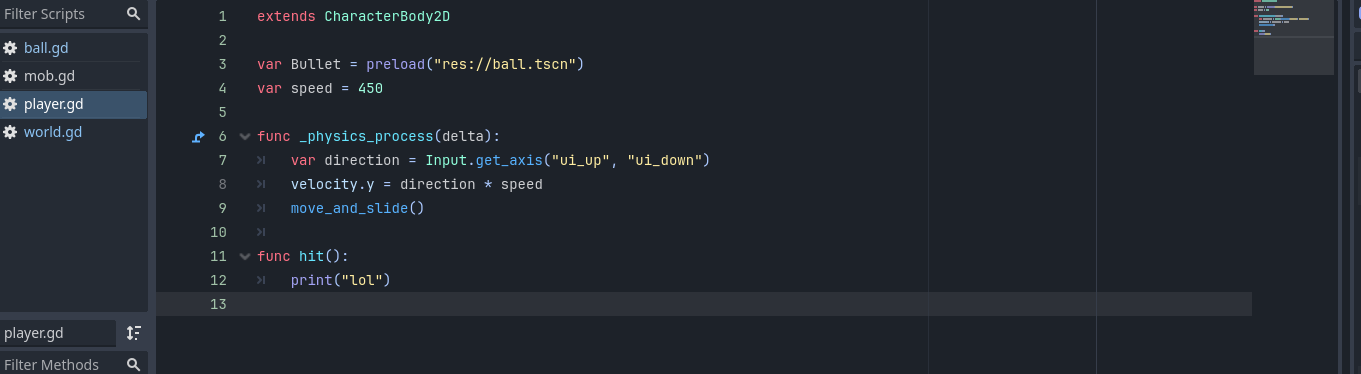 Filter Scripts
ball.gd
mob.gd
player.gd
world.gd
player.gd
Filter Methods
1 extends CharacterBody2D
2
3 var Bullet = preload("res://ball.tscn")
4 var speed = 450
5
6 func _physics_process(delta):
7 var direction = Input.get_axis("ui_up", "ui_down")
8 velocity.y = direction * speed
9 move_and_slide()
10
11 func hit():
12 print("lol")
13